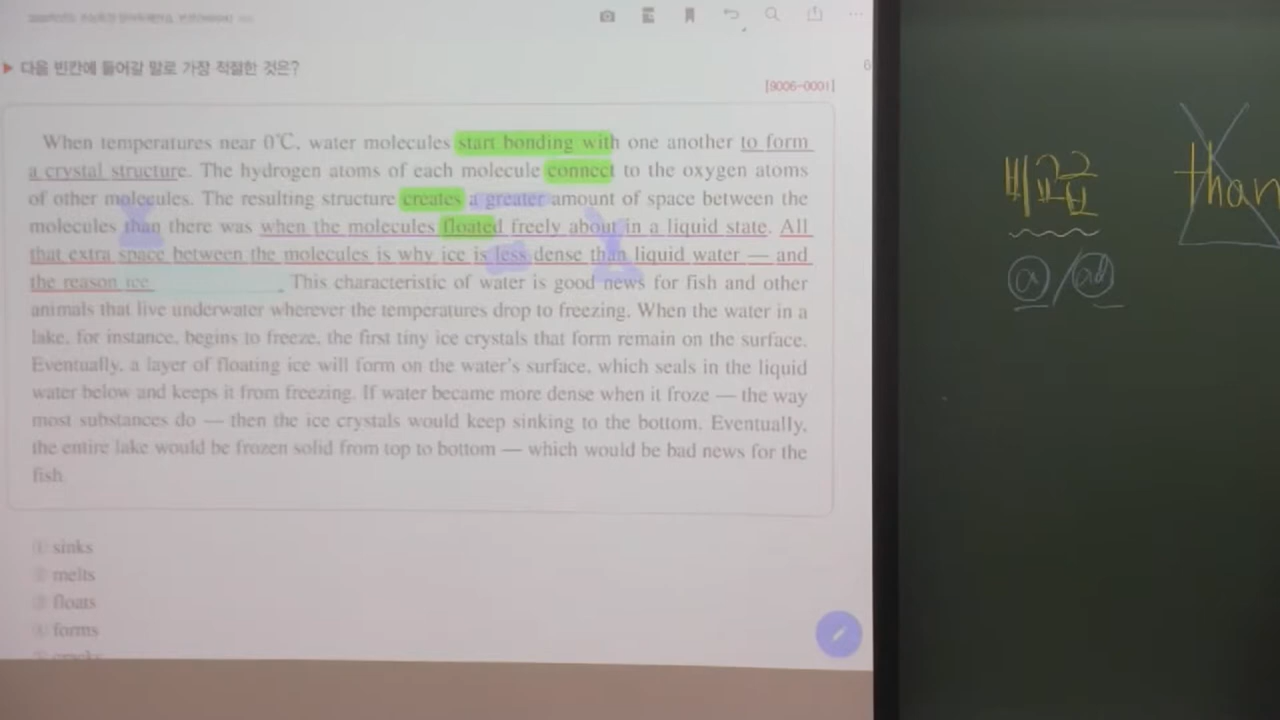 ▶ 다음 빈칸에 들어갈 말로 가장 적절한 것은?
6
[9006-0001]
When temperatures near 0℃, water molecules start bonding with one another to form
a crystal structure. The hydrogen atoms of each molecule connect to the oxygen atoms
of other molecules. The resulting structure creates a greater amount of space between the
molecules than there was when the molecules floated freely about in a liquid state. All
that extra space between the molecules is why ice is less dense than liquid water — and
the reason ice ________. This characteristic of water is good news for fish and other
animals that live underwater wherever the temperatures drop to freezing. When the water in a
lake, for instance, begins to freeze, the first tiny ice crystals that form remain on the surface.
Eventually, a layer of floating ice will form on the water's surface, which seals in the liquid
water below and keeps it from freezing. If water became more dense when it froze — the way
most substances do — then the ice crystals would keep sinking to the bottom. Eventually,
the entire lake would be frozen solid from top to bottom — which would be bad news for the
fish.
① sinks
② melts
③ floats
④ forms
비교급
than
ⓐ/ad